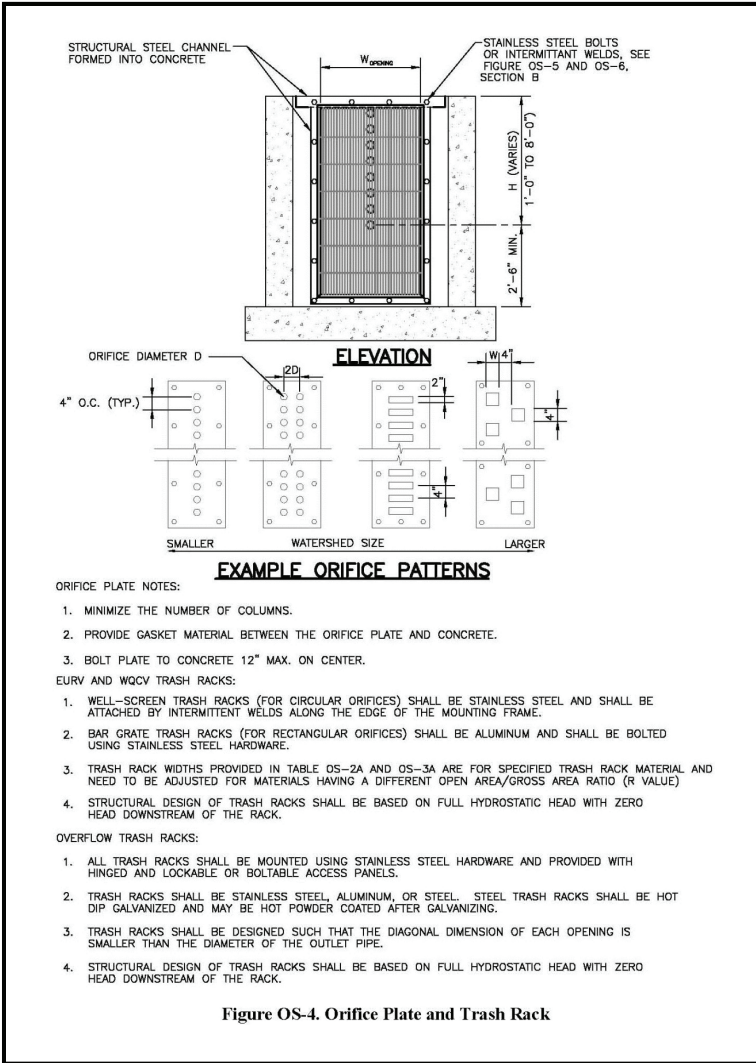 STRUCTURAL STEEL CHANNEL
FORMED INTO CONCRETE
W OPENING
STAINLESS STEEL BOLTS
OR INTERMITTANT WELDS, SEE
FIGURE OS-5 AND OS-6,
SECTION B
H (VARIES)
1'-0" TO 8'-0")
2'-6" MIN.
ELEVATION
ORIFICE DIAMETER D
4" O.C. (TYP.)
2D
2"
4"
W 4"
4"
SMALLER
WATERSHED SIZE
LARGER
EXAMPLE ORIFICE PATTERNS
ORIFICE PLATE NOTES:
1. MINIMIZE THE NUMBER OF COLUMNS.
2. PROVIDE GASKET MATERIAL BETWEEN THE ORIFICE PLATE AND CONCRETE.
3. BOLT PLATE TO CONCRETE 12" MAX. ON CENTER.
EURV AND WQCV TRASH RACKS:
1. WELL-SCREEN TRASH RACKS (FOR CIRCULAR ORIFICES) SHALL BE STAINLESS STEEL AND SHALL BE
ATTACHED BY INTERMITTENT WELDS ALONG THE EDGE OF THE MOUNTING FRAME.
2. BAR GRATE TRASH RACKS (FOR RECTANGULAR ORIFICES) SHALL BE ALUMINUM AND SHALL BE BOLTED
USING STAINLESS STEEL HARDWARE.
3. TRASH RACK WIDTHS PROVIDED IN TABLE OS-2A AND OS-3A ARE FOR SPECIFIED TRASH RACK MATERIAL AND
NEED TO BE ADJUSTED FOR MATERIALS HAVING A DIFFERENT OPEN AREA/GROSS AREA RATIO (R VALUE)
4. STRUCTURAL DESIGN OF TRASH RACKS SHALL BE BASED ON FULL HYDROSTATIC HEAD WITH ZERO
HEAD DOWNSTREAM OF THE RACK.
OVERFLOW TRASH RACKS:
1. ALL TRASH RACKS SHALL BE MOUNTED USING STAINLESS STEEL HARDWARE AND PROVIDED WITH
HINGED AND LOCKABLE OR BOLTABLE ACCESS PANELS.
2. TRASH RACKS SHALL BE STAINLESS STEEL, ALUMINUM, OR STEEL. STEEL TRASH RACKS SHALL BE HOT
DIP GALVANIZED AND MAY BE HOT POWDER COATED AFTER GALVANIZING.
3. TRASH RACKS SHALL BE DESIGNED SUCH THAT THE DIAGONAL DIMENSION OF EACH OPENING IS
SMALLER THAN THE DIAMETER OF THE OUTLET PIPE.
4. STRUCTURAL DESIGN OF TRASH RACKS SHALL BE BASED ON FULL HYDROSTATIC HEAD WITH ZERO
HEAD DOWNSTREAM OF THE RACK.
Figure OS-4. Orifice Plate and Trash Rack